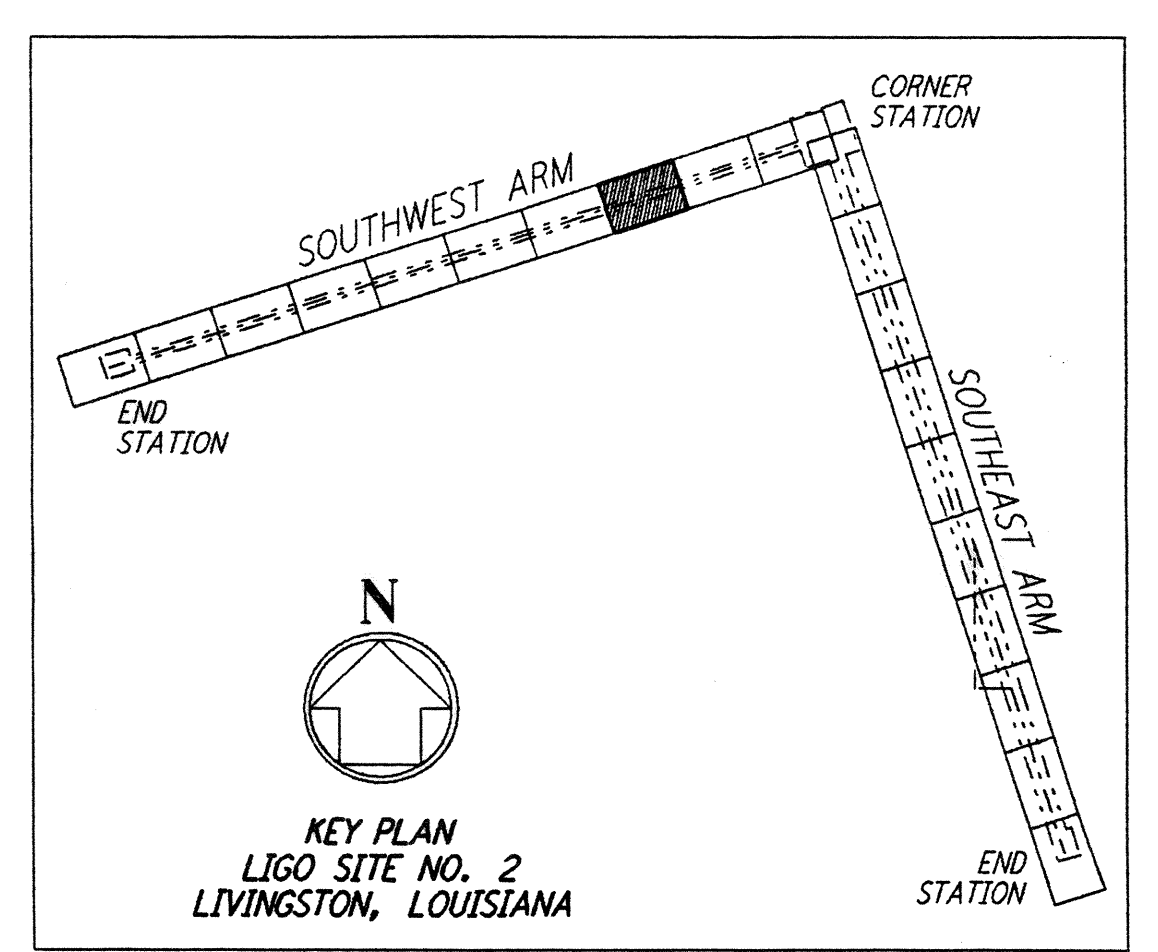 CORNER
STATION
SOUTHWEST ARM
END
STATION
SOUTHEAST ARM
N
KEY PLAN
LIGO SITE NO. 2
LIVINGSTON, LOUISIANA
END
STATION